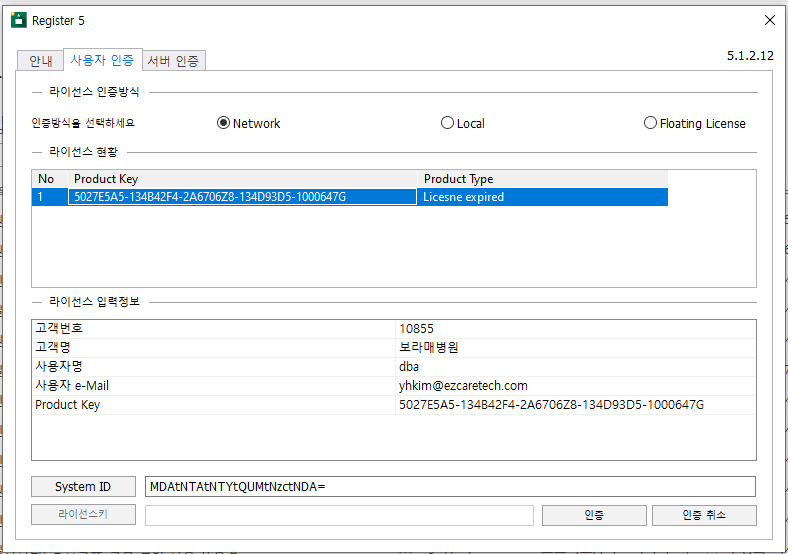 Register 5
안내 사용자 인증 서버 인증 5.1.2.12
라이선스 인증방식
인증방식을 선택하세요 Network Local Floating License
라이선스 현황
No Product Key Product Type
1 5027E5A5-134B42F4-2A6706Z8-134D93D5-1000647G Licesne expired
라이선스 입력정보
고객번호 10855
고객명 보라매병원
사용자명 dba
사용자 e-Mail yhkim@ezcaretech.com
Product Key 5027E5A5-134B42F4-2A6706Z8-134D93D5-1000647G
System ID MDAtNTAtNTYtQUMtNzctNDA=
라이선스키 인증 인증 취소